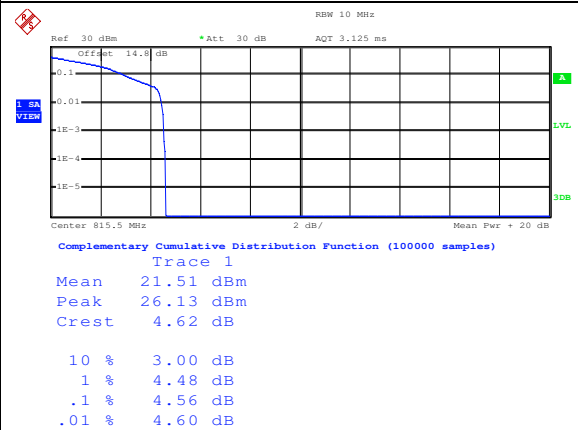 R S
RBW 10 MHz
Ref 30 dBm *Att 30 dB AQT 3.125 ms
Offset 14.8 dB
0.1
A
0.01
1 SA
VIEW
1E-3
LVL
1E-4
1E-5
3DB
Center 815.5 MHz 2 dB/ Mean Pwr + 20 dB
Complementary Cumulative Distribution Function (100000 samples)
Trace 1
Mean 21.51 dBm
Peak 26.13 dBm
Crest 4.62 dB
10 % 3.00 dB
1 % 4.48 dB
.1 % 4.56 dB
.01 % 4.60 dB